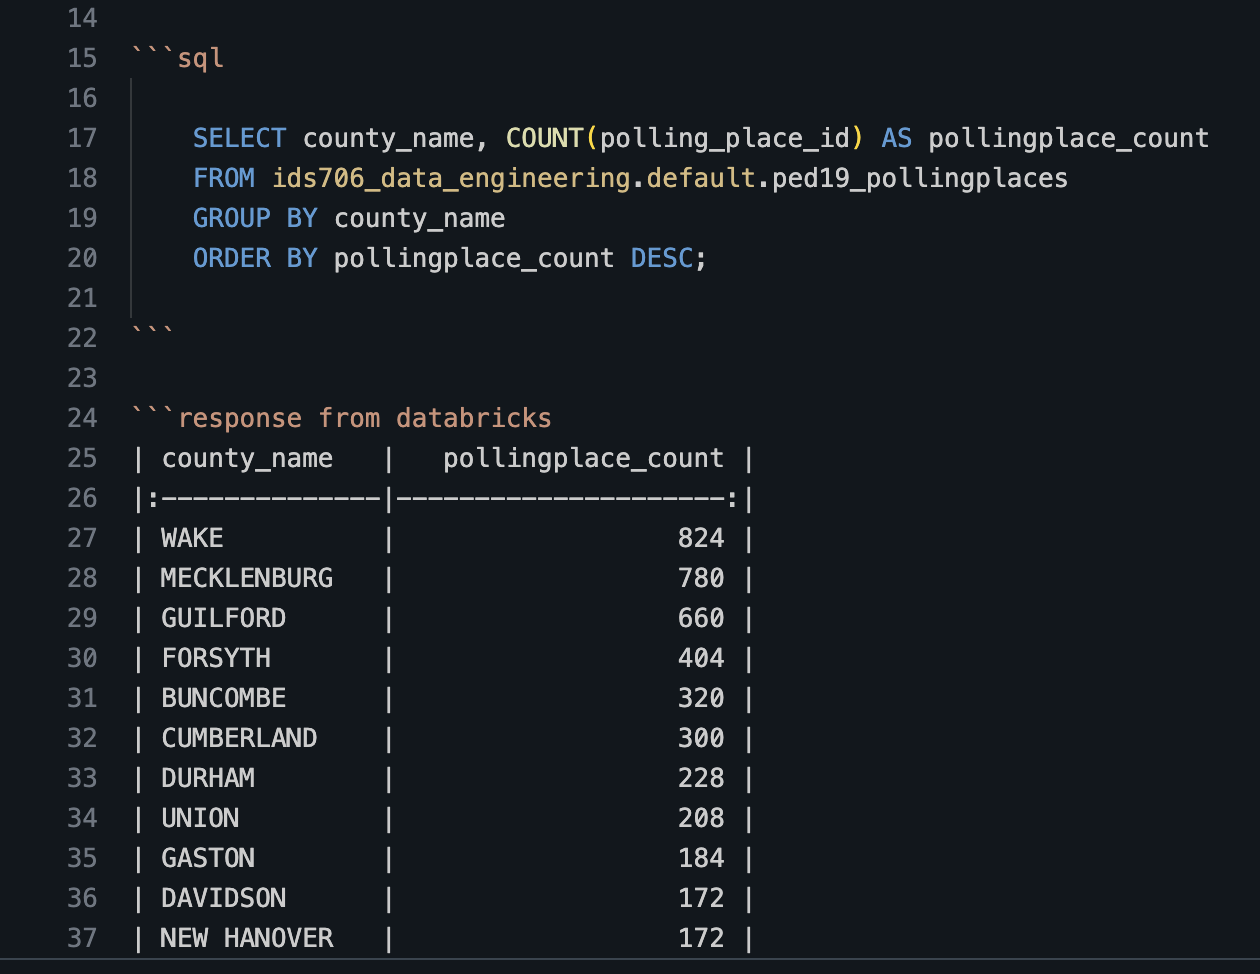 14
15 ```sql
16
17 SELECT county_name, COUNT(polling_place_id) AS pollingplace_count
18 FROM ids706_data_engineering.default.ped19_pollingplaces
19 GROUP BY county_name
20 ORDER BY pollingplace_count DESC;
21
22 ```
23
24 ```response from databricks
25 | county_name   |   pollingplace_count |
26 |:--------------|---------------------:|
27 | WAKE          |                  824 |
28 | MECKLENBURG   |                  780 |
29 | GUILFORD      |                  660 |
30 | FORSYTH       |                  404 |
31 | BUNCOMBE      |                  320 |
32 | CUMBERLAND    |                  300 |
33 | DURHAM        |                  228 |
34 | UNION         |                  208 |
35 | GASTON        |                  184 |
36 | DAVIDSON      |                  172 |
37 | NEW HANOVER   |                  172 |